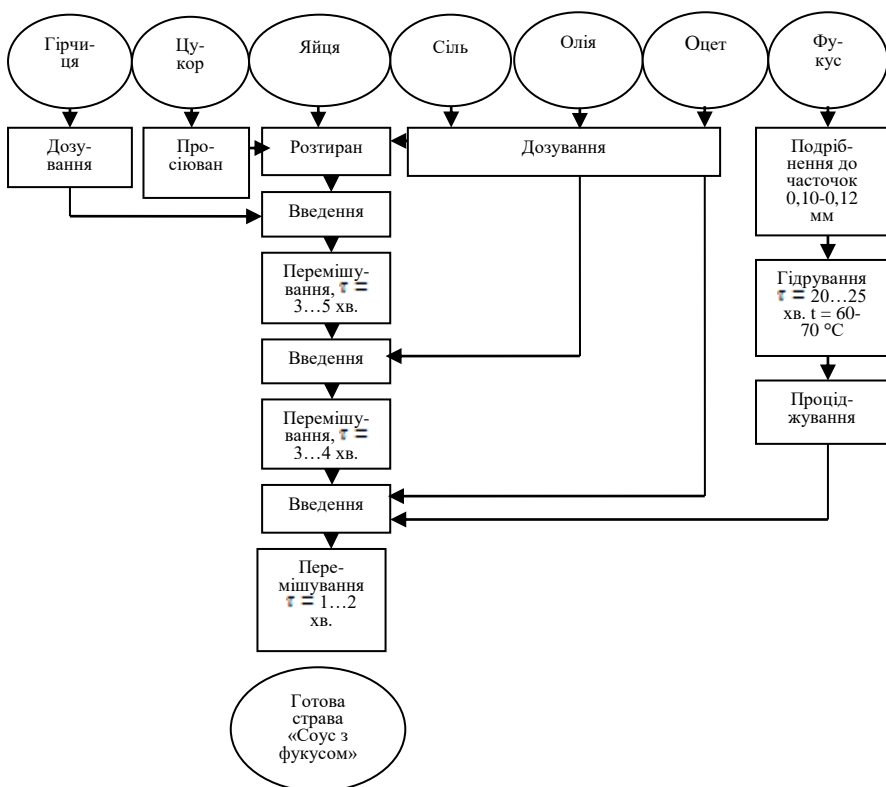 Гірчи-
ця
Цу-
кор
Яйця
Сіль
Олія
Оцет
Фу-
кус
Дозу-
вання
Про-
сіюван
Розтиран
Дозування
Подріб-
нення до
часточок
0,10-0,12
мм
Введення
Перемішу-
вання, τ =
3…5 хв.
Гідрування
τ = 20…25
хв. t = 60-
70 °С
Введення
Перемішу-
вання, τ =
3…4 хв.
Процід-
жування
Введення
Пере-
мішування
τ = 1…2
хв.
Готова
страва
«Соус з
фукусом»